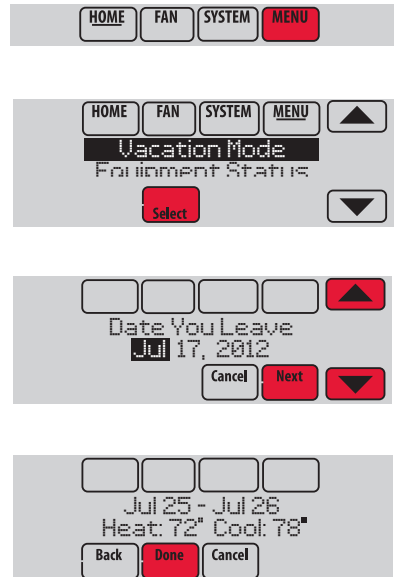 HOME FAN SYSTEM MENU
HOME FAN SYSTEM MENU
Vacation Mode
Equipment Status
Select
Date You Leave
Jul 17, 2012
Cancel Next
Jul 25 - Jul 26
Heat: 72° Cool: 78°
Back Done Cancel